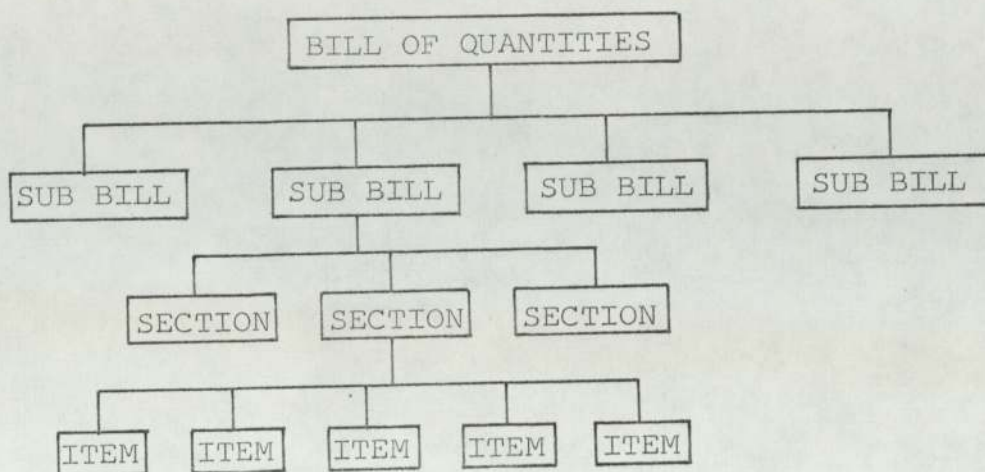 BILL OF QUANTITIES
SUB BILL SUB BILL SUB BILL SUB BILL
SECTION SECTION SECTION
ITEM ITEM ITEM ITEM ITEM